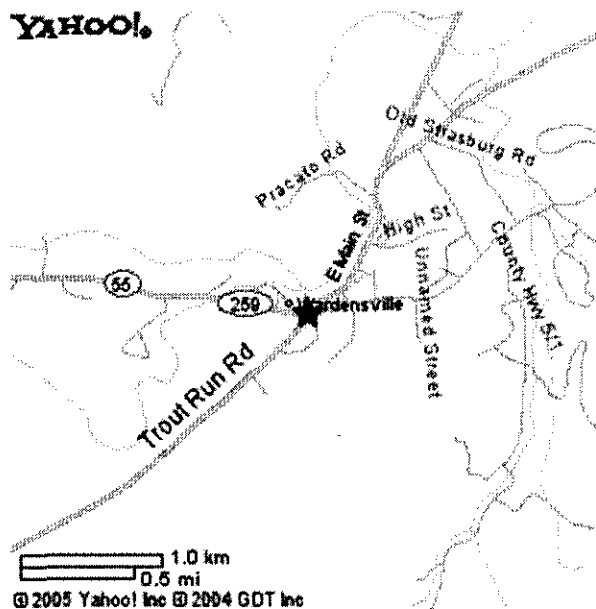 YAHOO!
Old Strasburg Rd
Pracato Rd
High St
E Main St
County Hwy 5/1
Unnamed Street
55
259
Wardensville
Trout Run Rd
1.0 km
0.5 mi
© 2005 Yahoo! Inc © 2004 GDT Inc